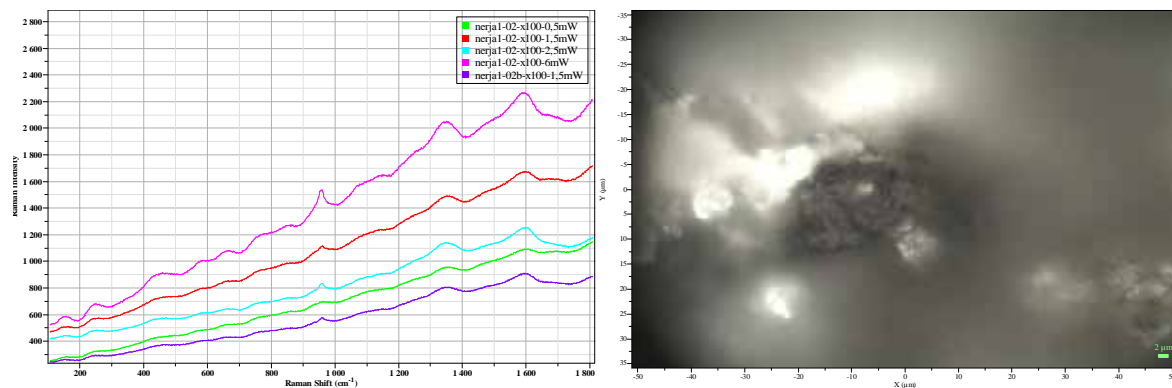 2 800
2 600
2 400
2 200
2 000
1 800
1 600
1 400
1 200
1 000
800
600
400
Raman Intensity
nerja1-02-x100-0,5mW
nerja1-02-x100-1,5mW
nerja1-02-x100-2,5mW
nerja1-02-x100-6mW
nerja1-02b-x100-1,5mW
200 400 600 800 1 000 1 200 1 400 1 600 1 800
Raman Shift (cm⁻¹)
-35
-30
-25
-20
-15
-10
-5
0
5
10
15
20
25
30
35
Y (µm)
2 µm
-50 -40 -30 -20 -10 0 10 20 30 40 50
X (µm)